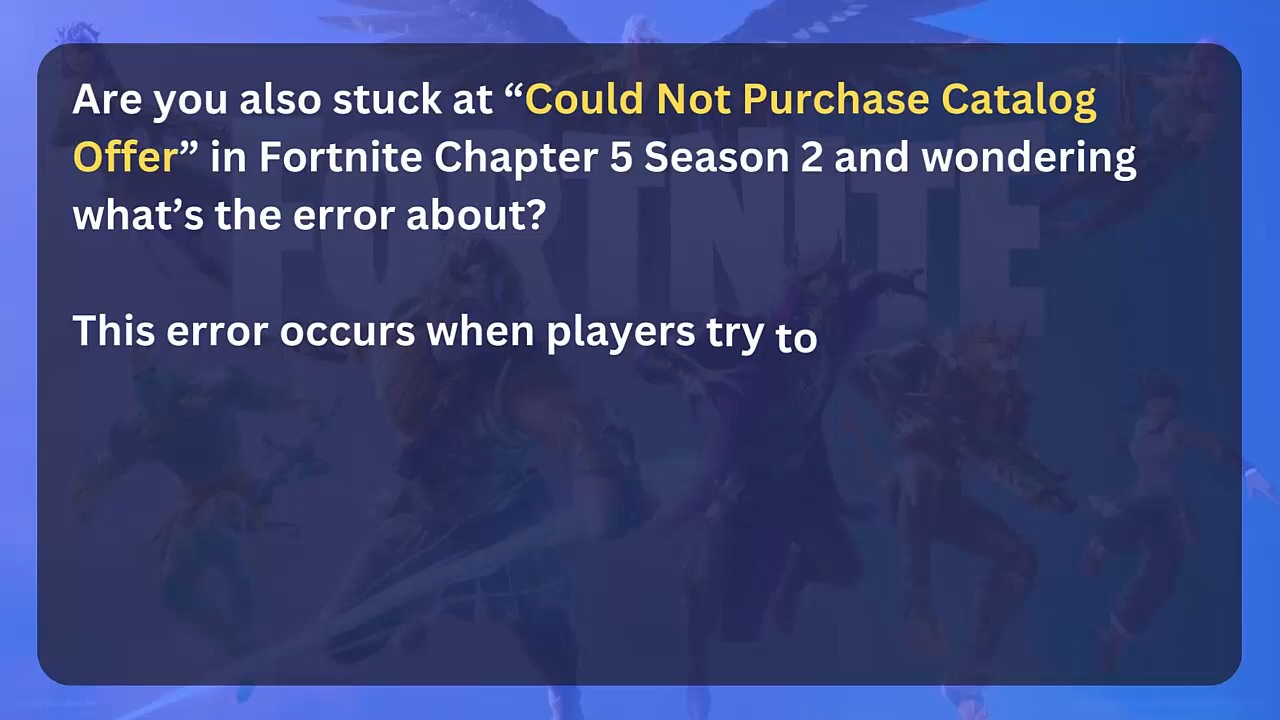 Are you also stuck at “Could Not Purchase Catalog
Offer” in Fortnite Chapter 5 Season 2 and wondering
what’s the error about?
This error occurs when players try to
FORTNITE